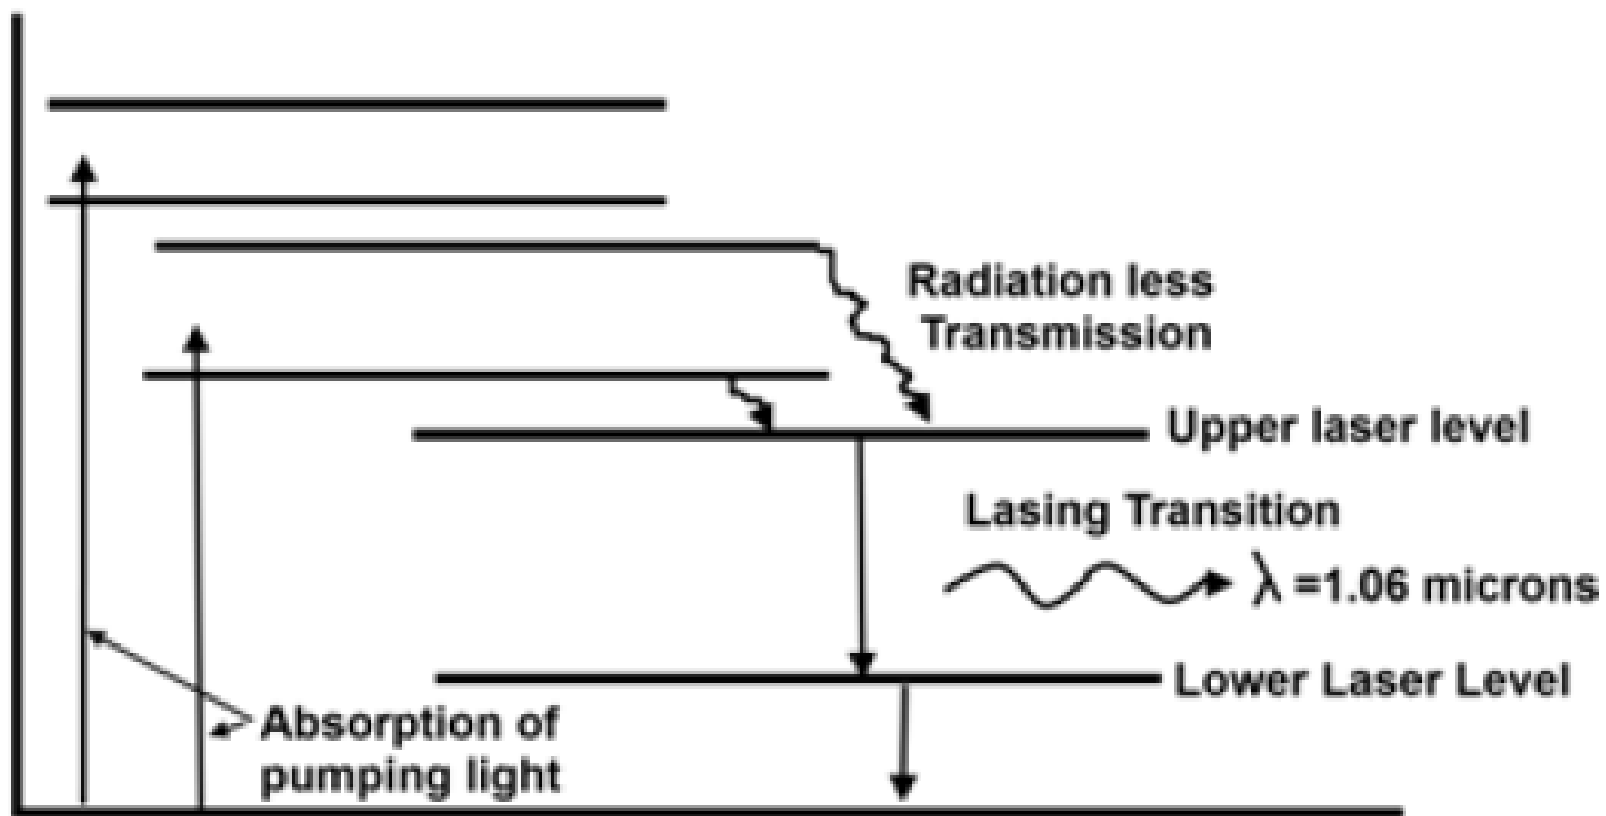 Radiation less
Transmission
Upper laser level
Lasing Transition
λ =1.06 microns
Lower Laser Level
Absorption of
pumping light